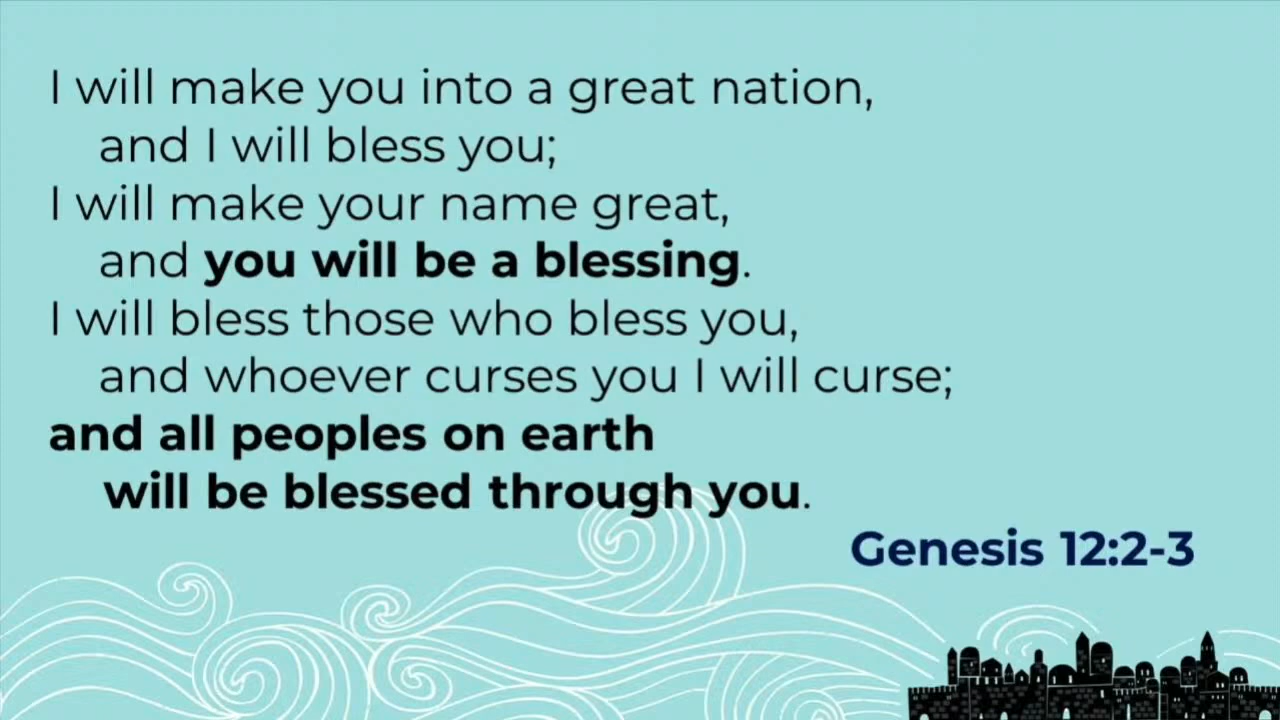 I will make you into a great nation,
and I will bless you;
I will make your name great,
and you will be a blessing.
I will bless those who bless you,
and whoever curses you I will curse;
and all peoples on earth
will be blessed through you.
Genesis 12:2-3